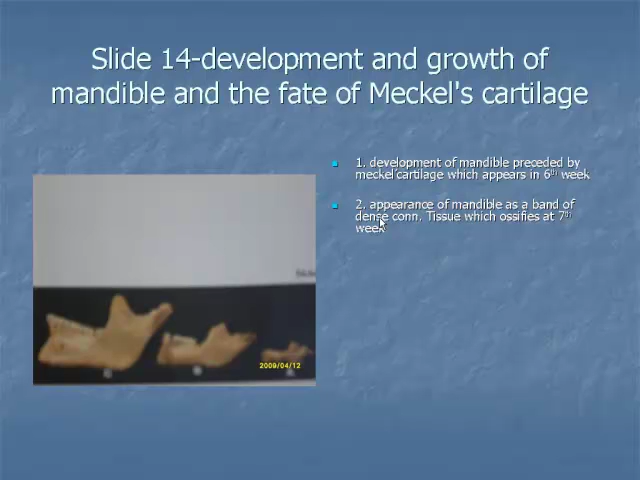 Slide 14-development and growth of
mandible and the fate of Meckel's cartilage
1. development of mandible preceded by
meckel'cartilage which appears in 6th week
2. appearance of mandible as a band of
dense conn. Tissue which ossifies at 7th
week
2009/04/12